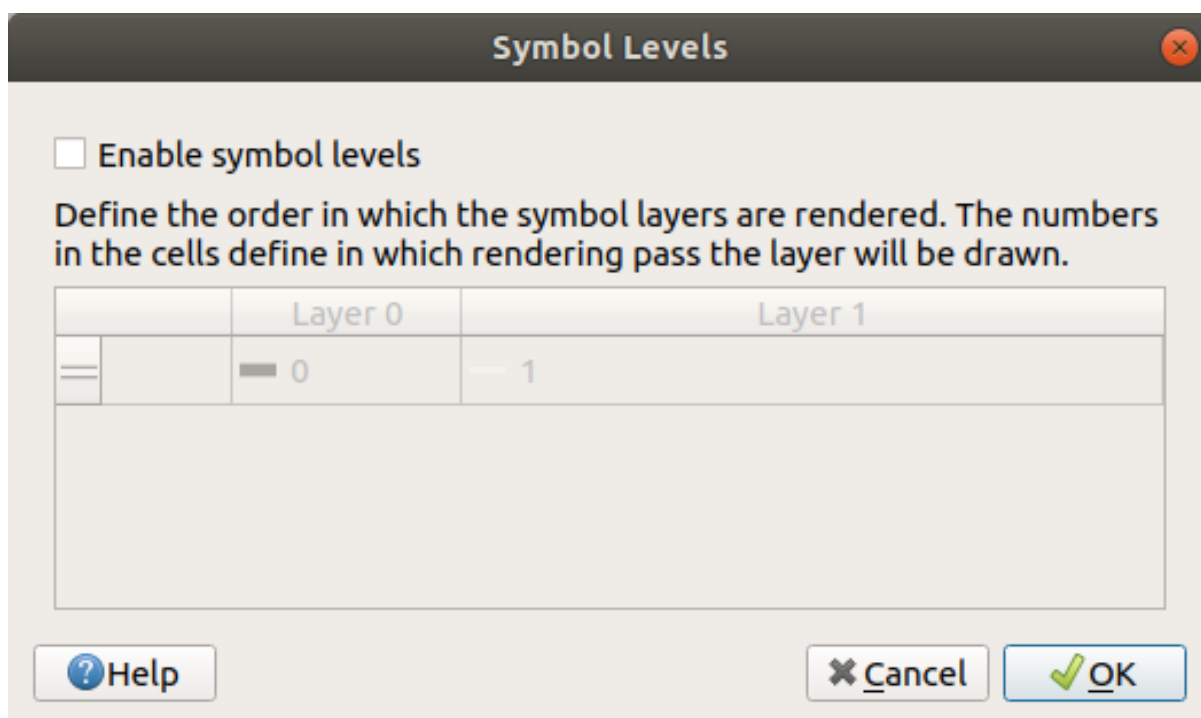 Symbol Levels
Enable symbol levels
Define the order in which the symbol layers are rendered. The numbers
in the cells define in which rendering pass the layer will be drawn.
Layer 0 Layer 1
0 1
Help Cancel OK